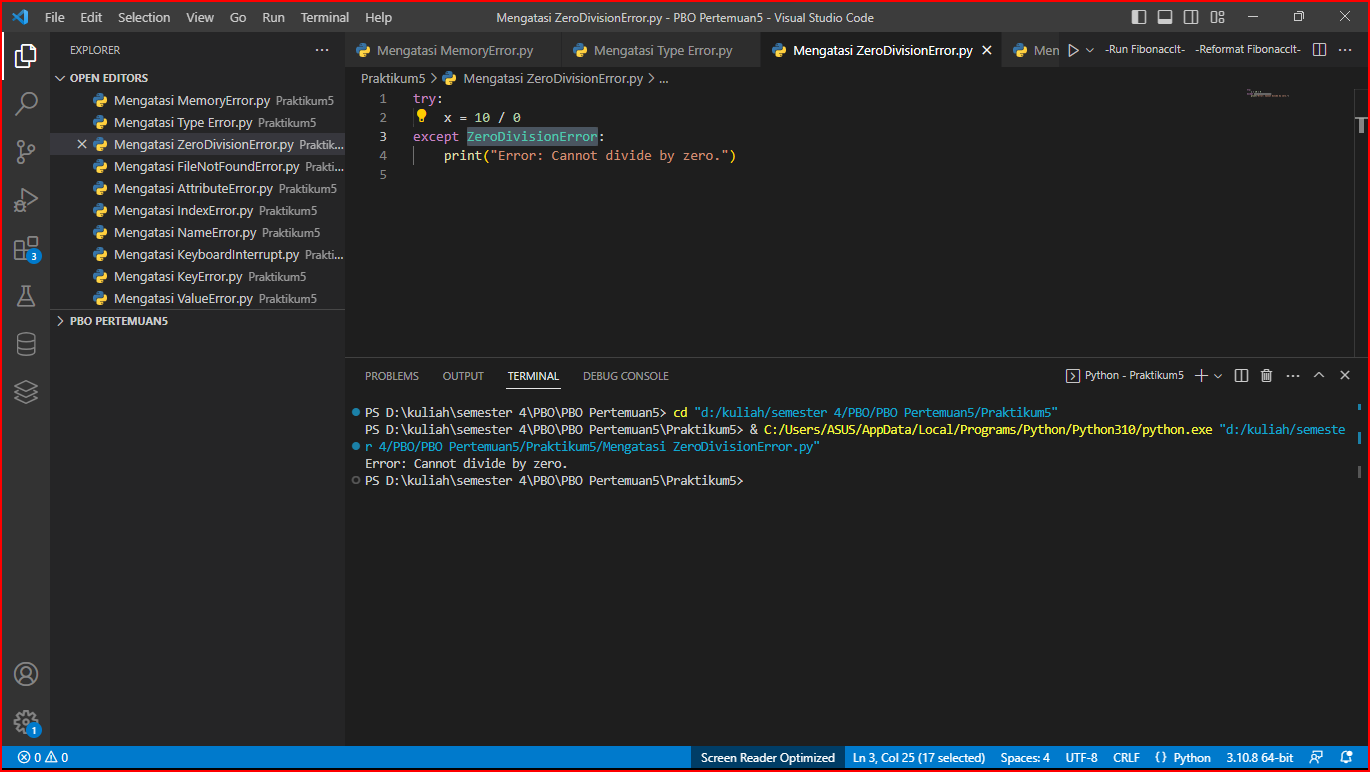 File Edit Selection View Go Run Terminal Help
Mengatasi ZeroDivisionError.py - PBO Pertemuan5 - Visual Studio Code
EXPLORER
OPEN EDITORS
Mengatasi MemoryError.py Praktikum5
Mengatasi Type Error.py Praktikum5
Mengatasi ZeroDivisionError.py Praktik...
Mengatasi FileNotFoundError.py Prakti...
Mengatasi AttributeError.py Praktikum5
Mengatasi IndexError.py Praktikum5
Mengatasi NameError.py Praktikum5
Mengatasi KeyboardInterrupt.py Prakti...
Mengatasi KeyError.py Praktikum5
Mengatasi ValueError.py Praktikum5
PBO PERTEMUAN5
3
1
Mengatasi MemoryError.py Mengatasi Type Error.py Mengatasi ZeroDivisionError.py Men -Run FibonaccIt- -Reformat FibonaccIt-
Praktikum5 > Mengatasi ZeroDivisionError.py > ...
1 try:
2 x = 10 / 0
3 except ZeroDivisionError:
4 print("Error: Cannot divide by zero.")
5
PROBLEMS OUTPUT TERMINAL DEBUG CONSOLE
Python - Praktikum5
PS D:\kuliah\semester 4\PBO\PBO Pertemuan5> cd "d:/kuliah/semester 4/PBO/PBO Pertemuan5/Praktikum5"
PS D:\kuliah\semester 4\PBO\PBO Pertemuan5\Praktikum5> & C:/Users/ASUS/AppData/Local/Programs/Python/Python310/python.exe "d:/kuliah/semeste
r 4/PBO/PBO Pertemuan5/Praktikum5/Mengatasi ZeroDivisionError.py"
Error: Cannot divide by zero.
PS D:\kuliah\semester 4\PBO\PBO Pertemuan5\Praktikum5>
0 0 Screen Reader Optimized Ln 3, Col 25 (17 selected) Spaces: 4 UTF-8 CRLF {} Python 3.10.8 64-bit